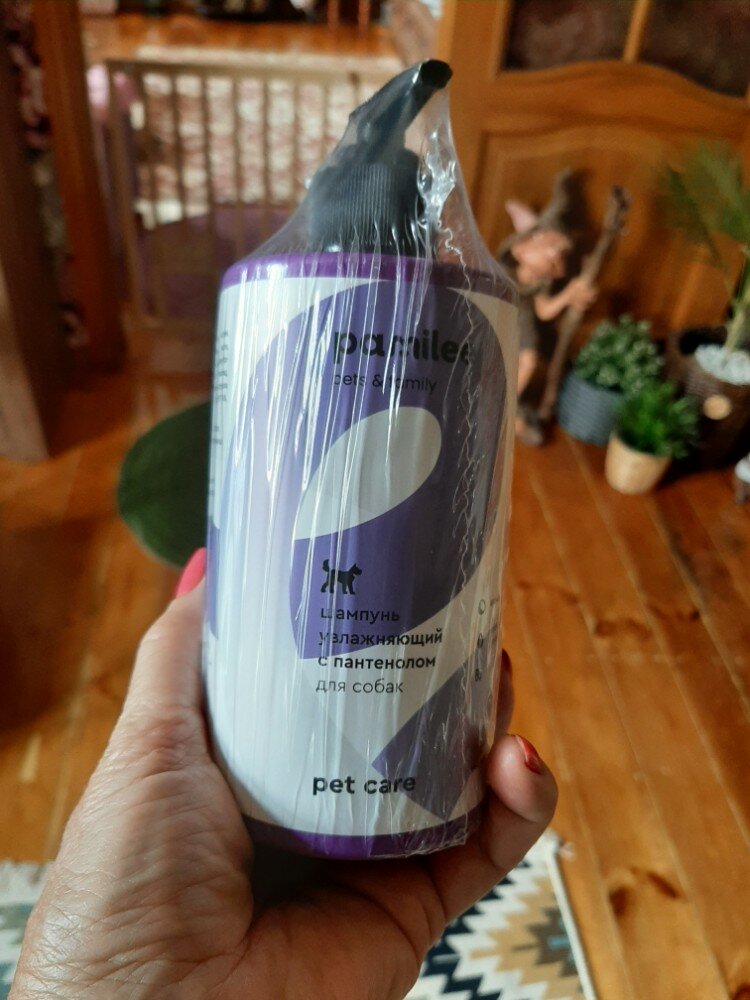 pamilee
pets & family
шампунь
увлажняющий
с пантенолом
для собак
pet care